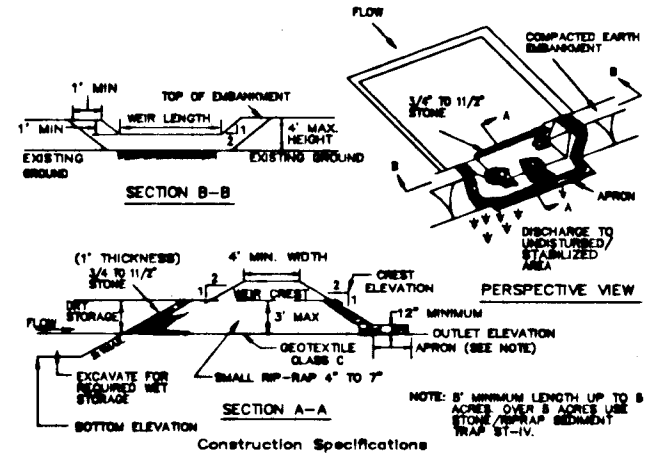 FLOW
COMPACTED EARTH
EMBANKMENT
B
3/4" TO 11/2"
STONE
A
B
A
APRON
DISCHARGE TO
UNDISTURBED/
STABILIZED
AREA
PERSPECTIVE VIEW
1' MIN
TOP OF EMBANKMENT
1' MIN
WEIR LENGTH
1
2
4' MAX.
HEIGHT
EXISTING
GROUND
EXISTING GROUND
SECTION B-B
(1' THICKNESS)
3/4 TO 11/2"
STONE
4' MIN. WIDTH
2
1
WEIR CREST
2
1
CREST
ELEVATION
DRY
STORAGE
3' MAX
12" MINIMUM
FLOW
OUTLET ELEVATION
APRON (SEE NOTE)
GEOTEXTILE
CLASS C
EXCAVATE FOR
REQUIRED WET
STORAGE
SMALL RIP-RAP 4" TO 7"
BOTTOM ELEVATION
SECTION A-A
NOTE: 5' MINIMUM LENGTH UP TO 5
ACRES. OVER 5 ACRES USE
STONE/RIPRAP SEDIMENT
TRAP ST-IV.
Construction Specifications